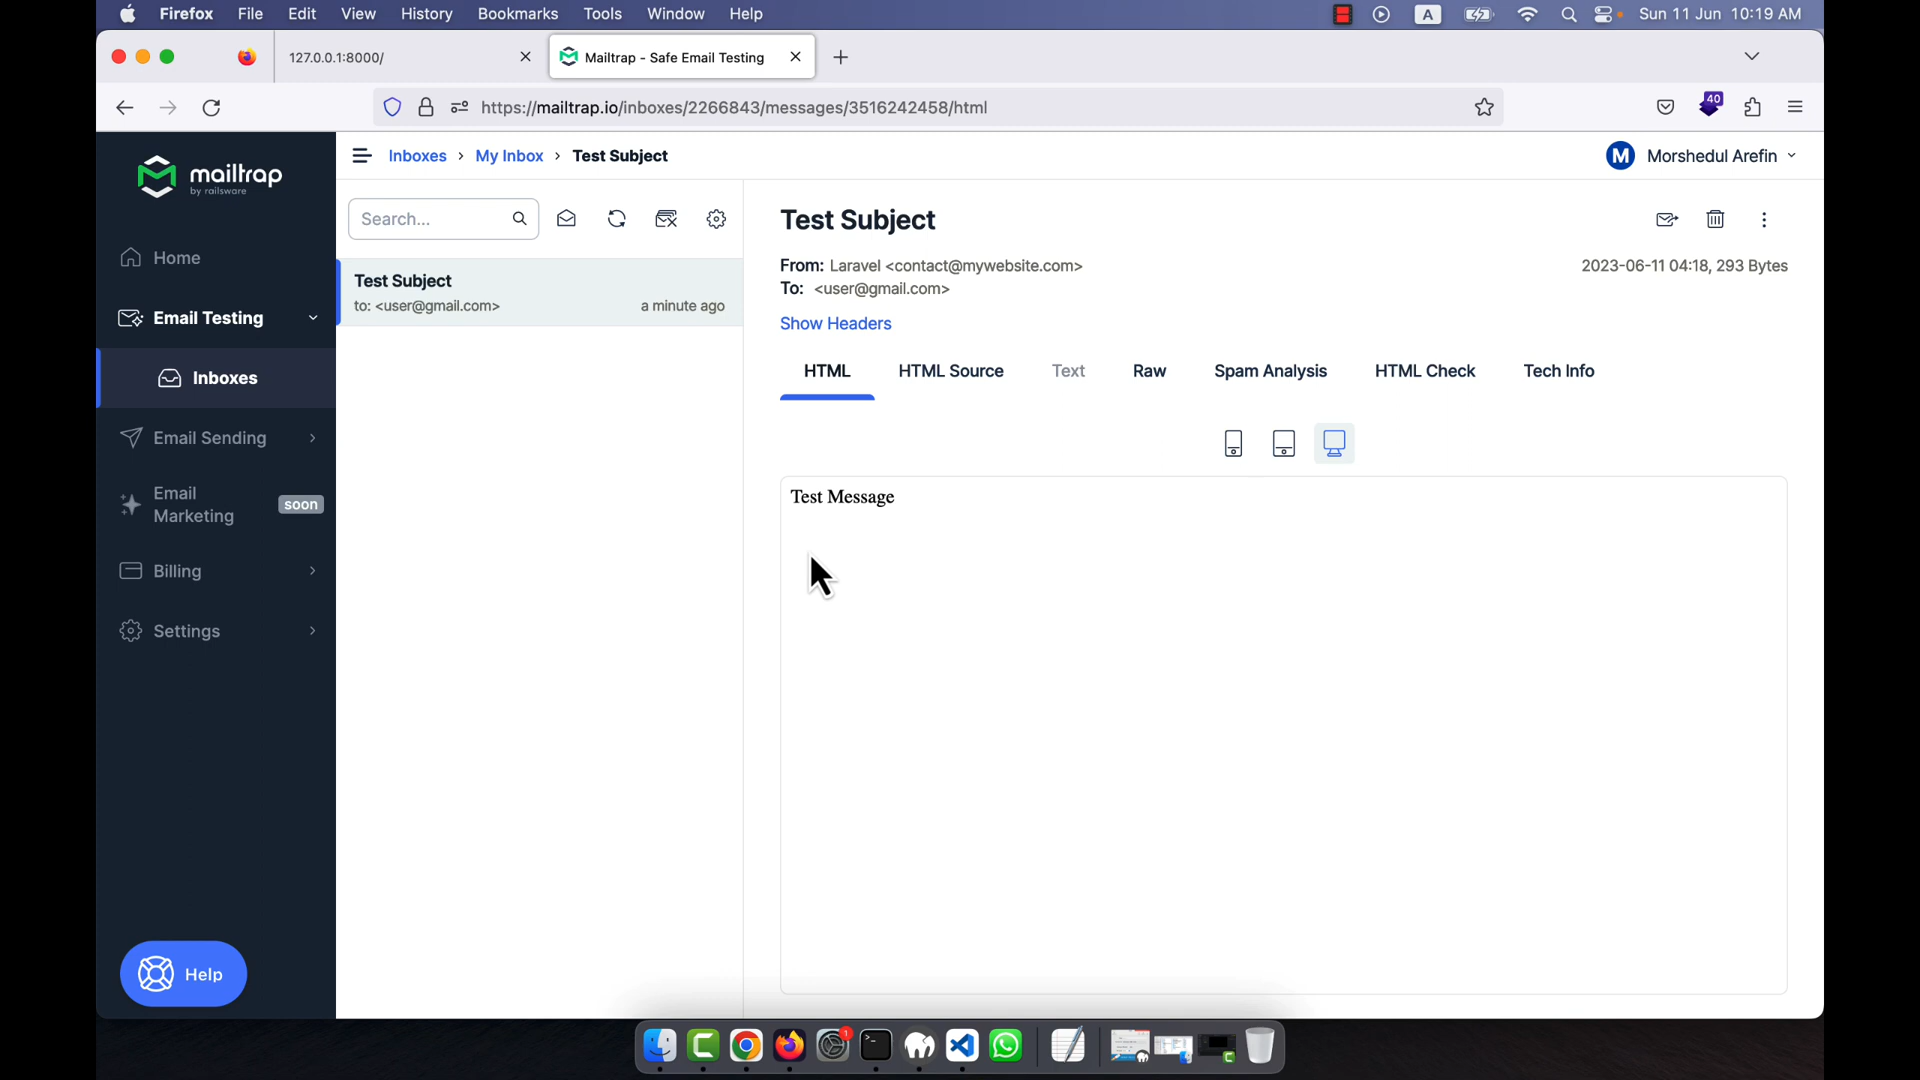 Firefox File Edit View History Bookmarks Tools Window Help
A
Sun 11 Jun 10:19 AM
127.0.0.1:8000/
Mailtrap - Safe Email Testing
https://mailtrap.io/inboxes/2266843/messages/3516242458/html
40
mailtrap
by railsware
Home
Email Testing
Inboxes
Email Sending
Email
Marketing
soon
Billing
Settings
Help
Inboxes > My Inbox > Test Subject
M Morshedul Arefin
Search...
Test Subject
to: <user@gmail.com> a minute ago
Test Subject
From: Laravel <contact@mywebsite.com>
2023-06-11 04:18, 293 Bytes
To: <user@gmail.com>
Show Headers
HTML HTML Source Text Raw Spam Analysis HTML Check Tech Info
Test Message
1